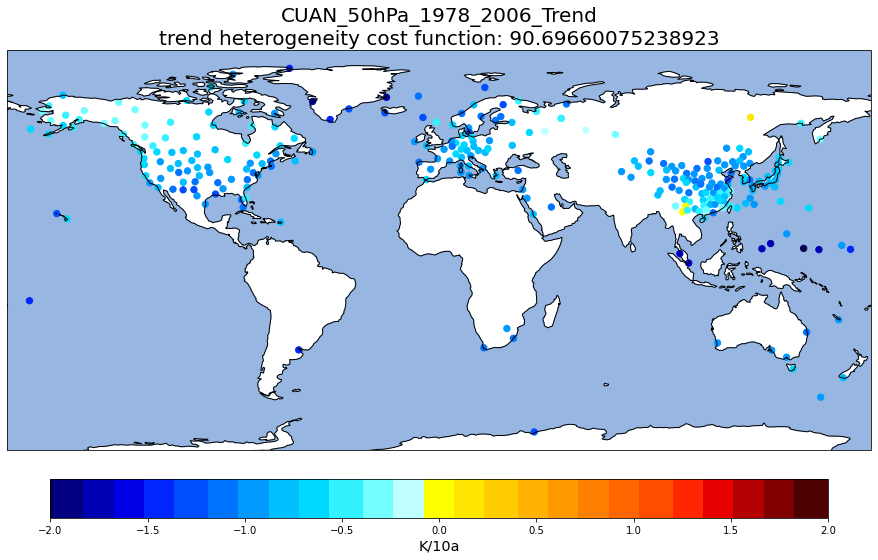 CUAN_50hPa_1978_2006_Trend
trend heterogeneity cost function: 90.69660075238923
−2.0 −1.5 −1.0 −0.5 0.0 0.5 1.0 1.5 2.0
K/10a